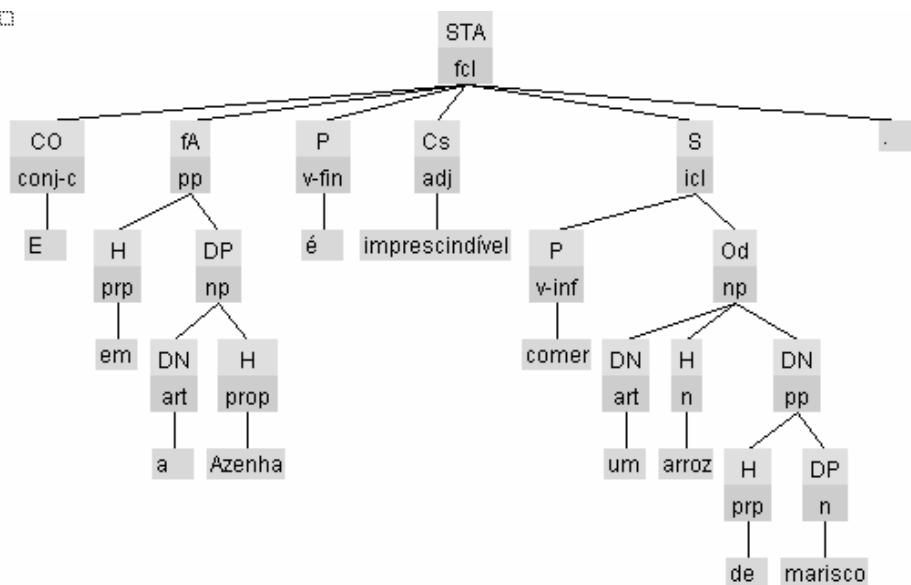 STA
fcl
CO fA P Cs S .
conj-c pp v-fin adj icl
E H DP é imprescindível P Od
prp np v-inf np
em DN H comer DN H DN
art prop art n pp
a Azenha um arroz H DP
prp n
de marisco